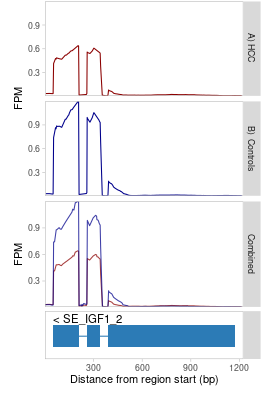 0.9
0.6
0.3
FPM
A) HCC
0.9
0.6
0.3
FPM
B) Controls
0.9
0.6
0.3
FPM
Combined
< SE_IGF1_2
300
600
900
1200
Distance from region start (bp)